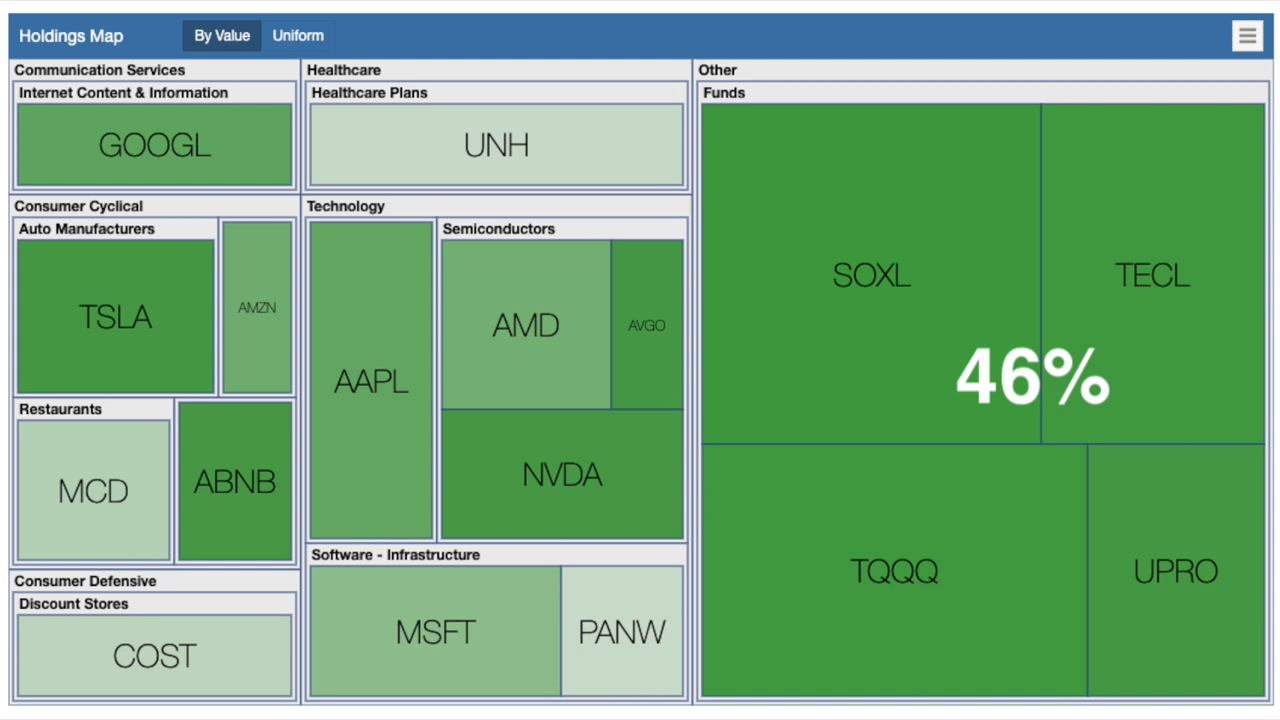 Holdings Map
By Value
Uniform
Communication Services
Internet Content & Information
GOOGL
Consumer Cyclical
Auto Manufacturers
TSLA
AMZN
Restaurants
MCD
ABNB
Consumer Defensive
Discount Stores
COST
Healthcare
Healthcare Plans
UNH
Technology
AAPL
Semiconductors
AMD
AVGO
NVDA
Software - Infrastructure
MSFT
PANW
Other
Funds
SOXL
TECL
46%
TQQQ
UPRO